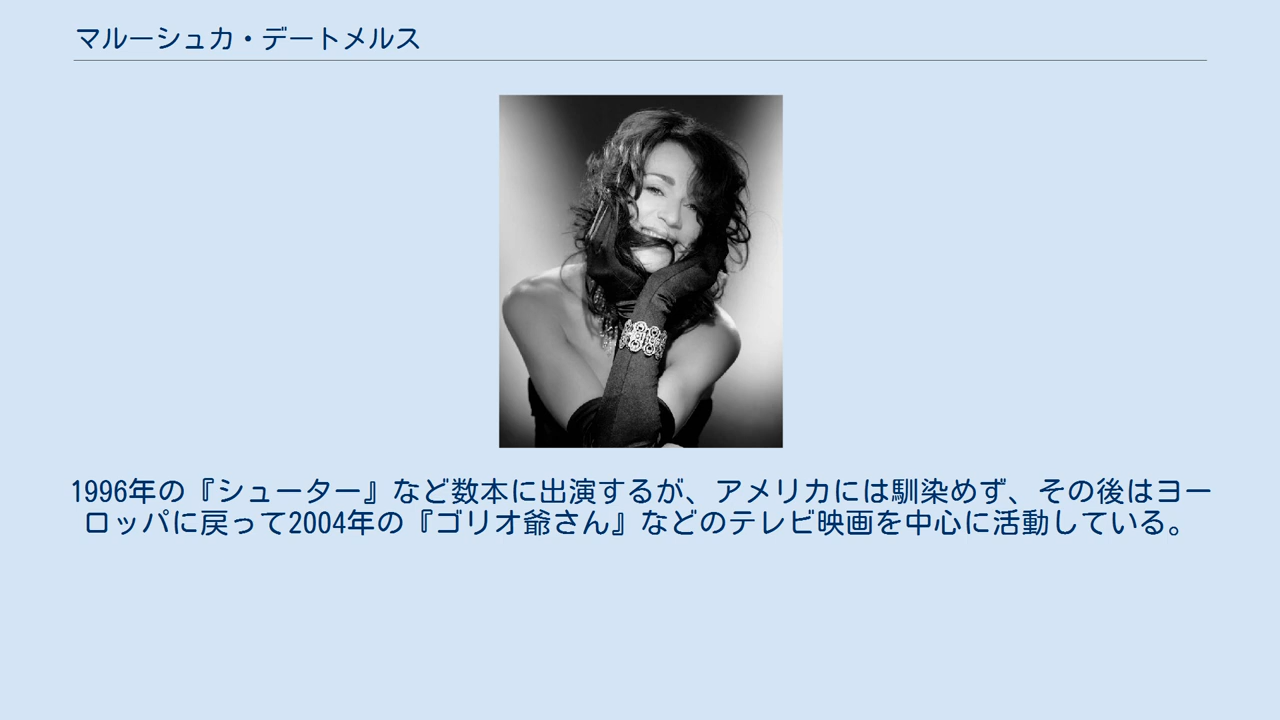 マルーシュカ・デートメルス
1996年の『シューター』など数本に出演するが、アメリカには馴染めず、その後はヨー
ロッパに戻って2004年の『ゴリオ爺さん』などのテレビ映画を中心に活動している。